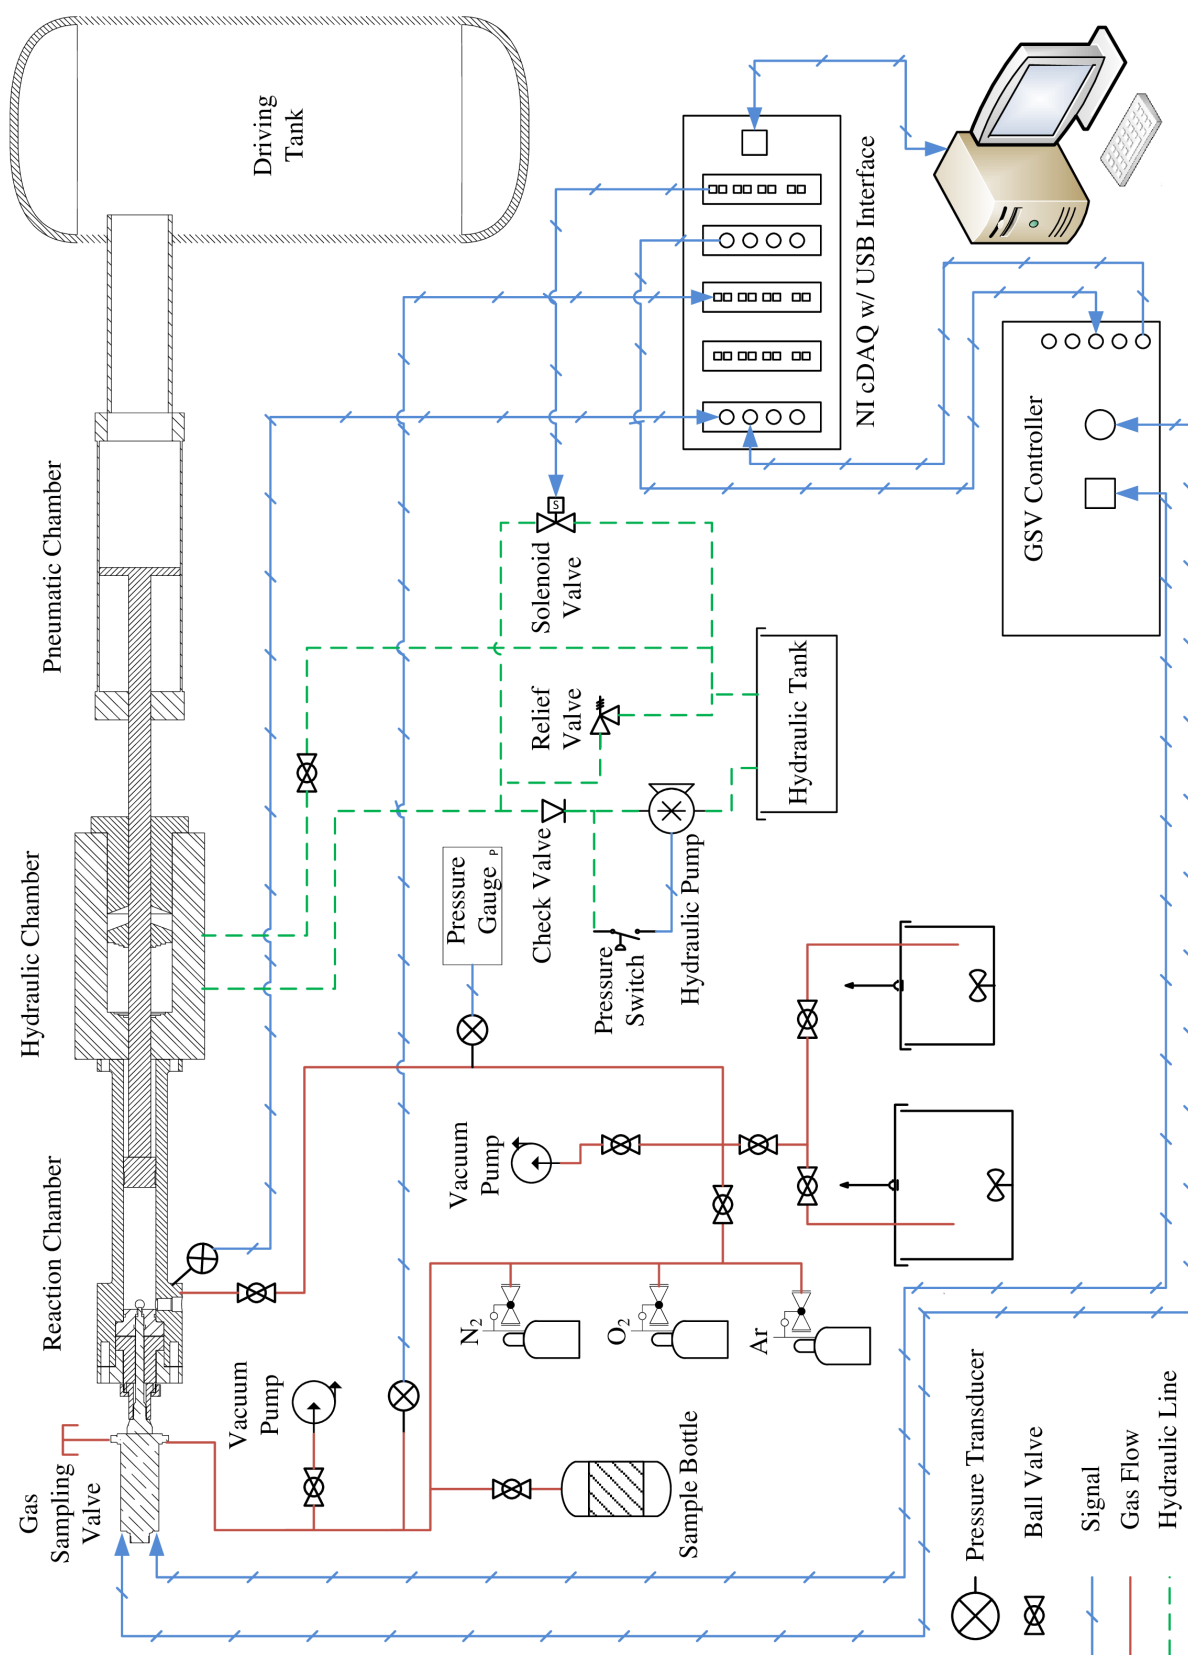 Driving
Tank
Pneumatic Chamber
Hydraulic Chamber
Reaction Chamber
Gas
Sampling
Valve
Vacuum
Pump
Sample Bottle
N2
O2
Ar
Vacuum
Pump
Pressure
Gauge
P
Check Valve
Pressure
Switch
Hydraulic Pump
Relief
Valve
Solenoid
Valve
S
Hydraulic Tank
NI cDAQ w/ USB Interface
GSV Controller
Pressure Transducer
Ball Valve
Signal
Gas Flow
Hydraulic Line